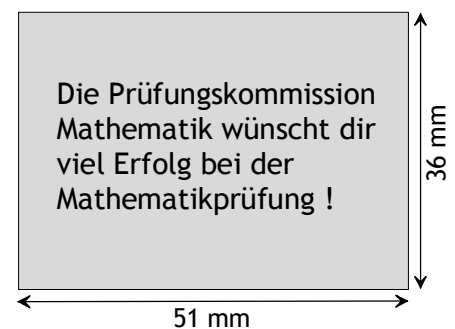 Die Prüfungskommission
Mathematik wünscht dir
viel Erfolg bei der
Mathematikprüfung !
36 mm
51 mm